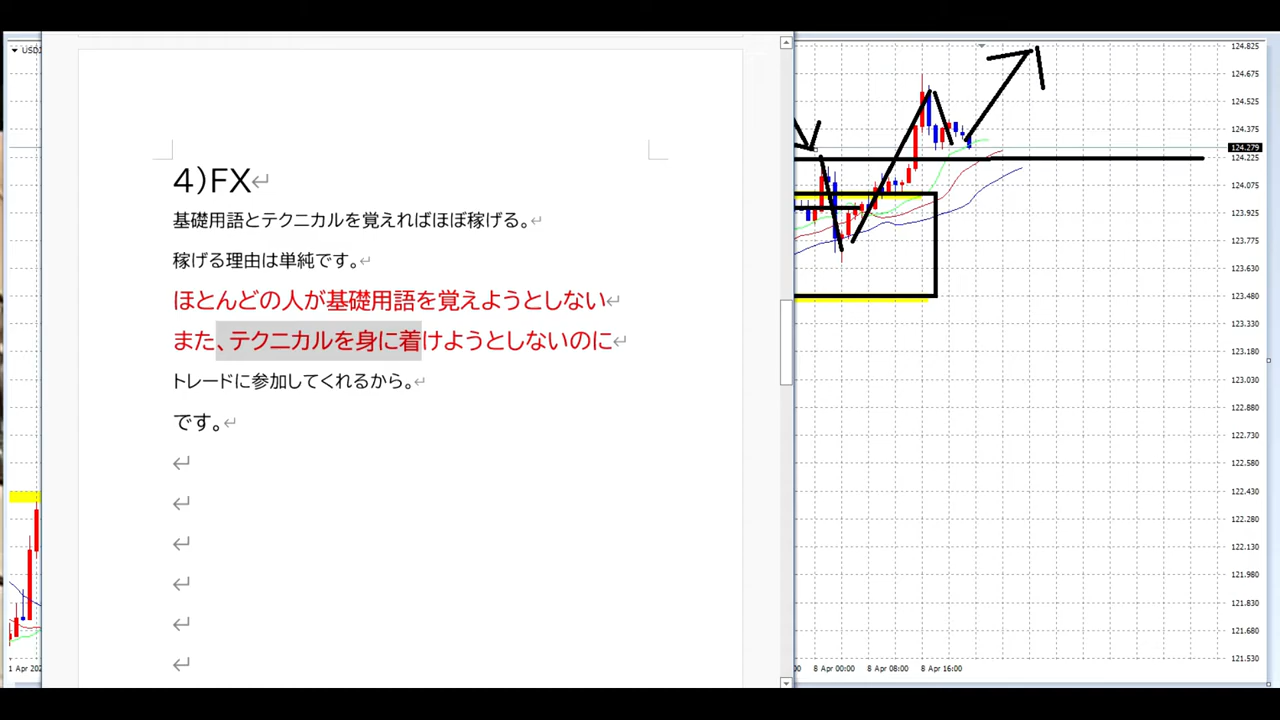 USD
4)FX
基礎用語とテクニカルを覚えればほぼ稼げる。
稼げる理由は単純です。
ほとんどの人が基礎用語を覚えようとしない
また、テクニカルを身に着けようとしないのに
トレードに参加してくれるから。
です。
124.825
124.675
124.525
124.375
124.279
124.225
124.075
123.925
123.775
123.630
123.480
123.330
123.180
123.030
122.880
122.730
122.580
122.430
122.280
122.130
121.980
121.830
121.680
121.530
1 Apr 202
8 Apr 00:00 8 Apr 08:00 8 Apr 16:00